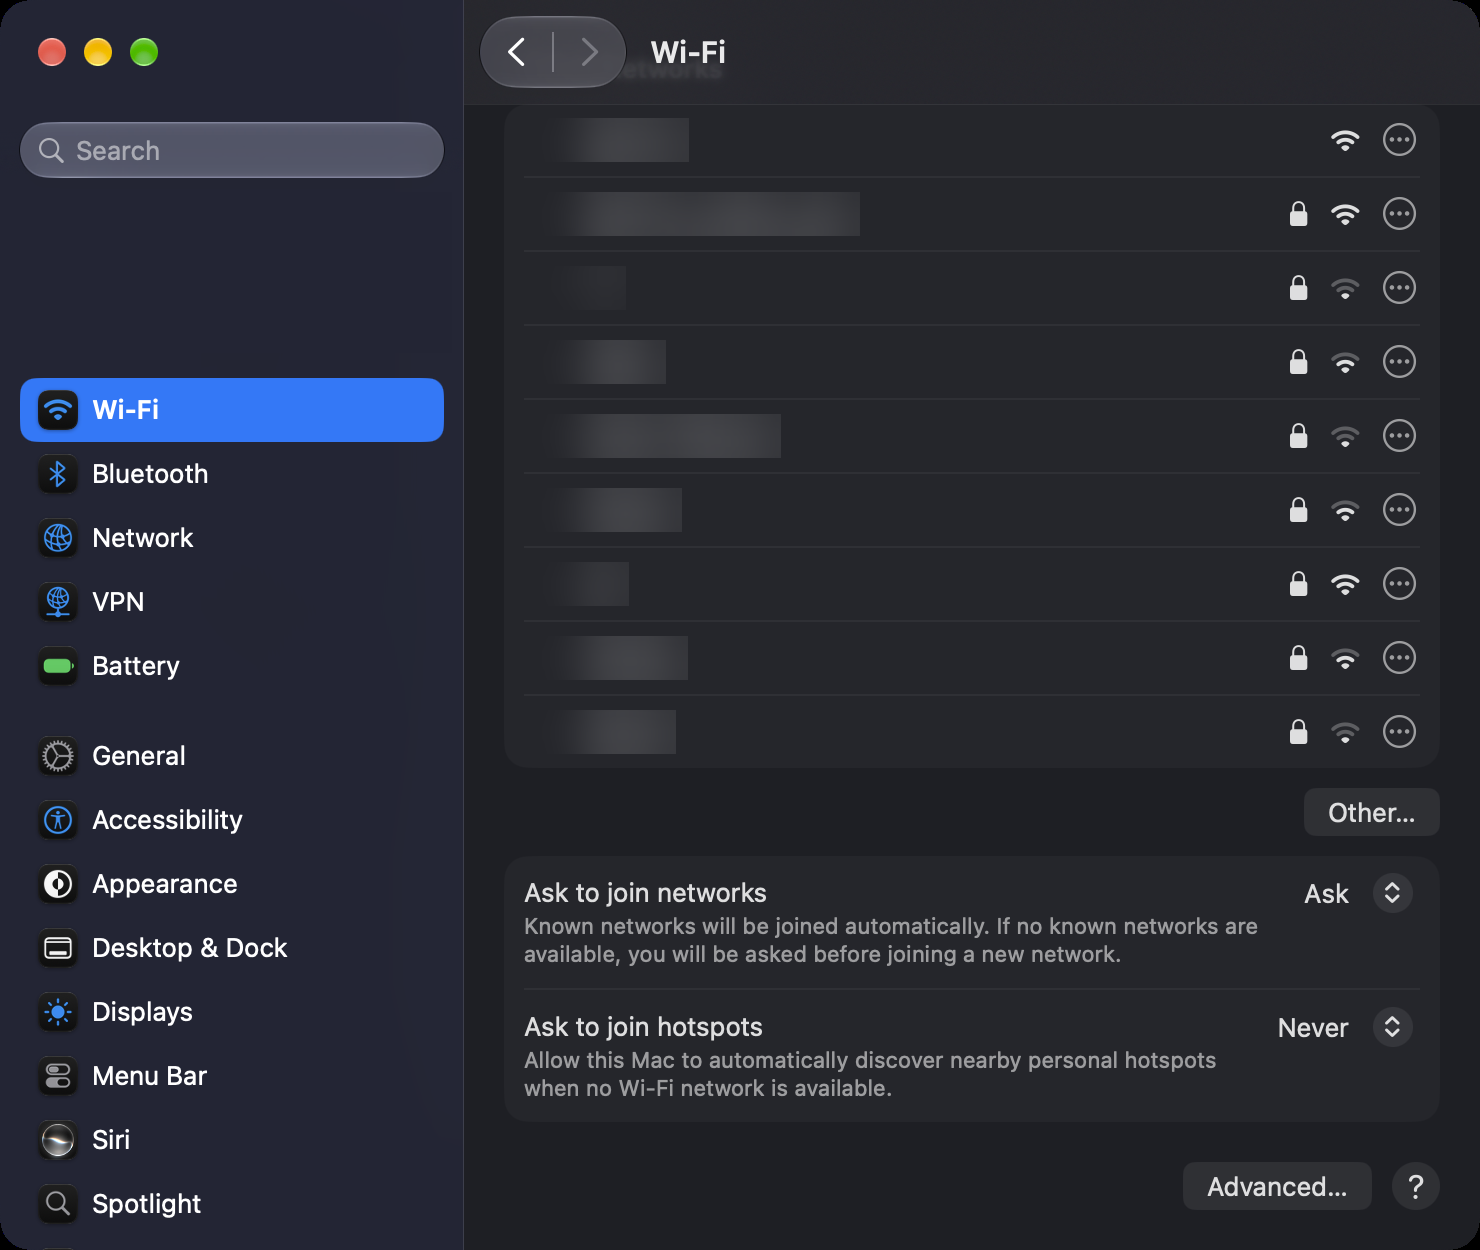 Wi-Fi
Search
Wi-Fi
Bluetooth
Network
VPN
Battery
General
Accessibility
Appearance
Desktop & Dock
Displays
Menu Bar
Siri
Spotlight
Other...
Ask to join networks
Ask
Known networks will be joined automatically. If no known networks are
available, you will be asked before joining a new network.
Ask to join hotspots
Never
Allow this Mac to automatically discover nearby personal hotspots
when no Wi-Fi network is available.
Advanced...
?